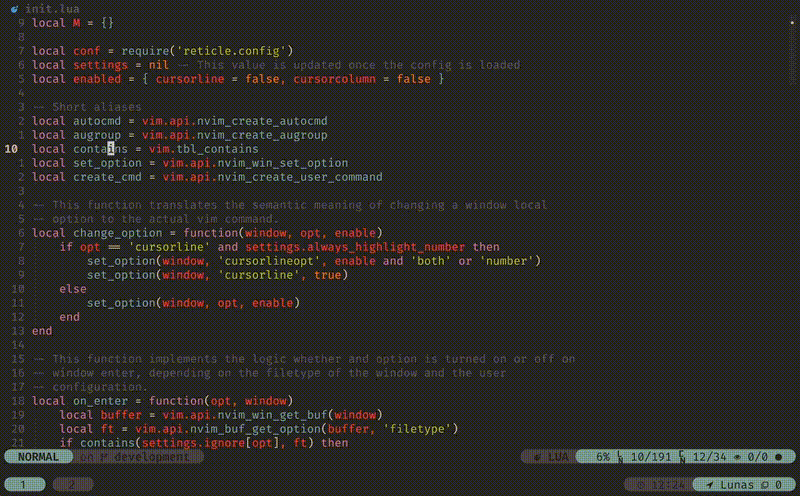 init.lua
9 local M = {}
8
7 local conf = require('reticle.config')
6 local settings = nil -- This value is updated once the config is loaded
5 local enabled = { cursorline = false, cursorcolumn = false }
4
3 -- Short aliases
2 local autocmd = vim.api.nvim_create_autocmd
1 local augroup = vim.api.nvim_create_augroup
10 local contains = vim.tbl_contains
1 local set_option = vim.api.nvim_win_set_option
2 local create_cmd = vim.api.nvim_create_user_command
3
4 -- This function translates the semantic meaning of changing a window local
5 -- option to the actual vim command.
6 local change_option = function(window, opt, enable)
7 if opt == 'cursorline' and settings.always_highlight_number then
8 set_option(window, 'cursorlineopt', enable and 'both' or 'number')
9 set_option(window, 'cursorline', true)
10 else
11 set_option(window, opt, enable)
12 end
13 end
14
15 -- This function implements the logic whether and option is turned on or off on
16 -- window enter, depending on the filetype of the window and the user
17 -- configuration.
18 local on_enter = function(opt, window)
19 local buffer = vim.api.nvim_win_get_buf(window)
20 local ft = vim.api.nvim_buf_get_option(buffer, 'filetype')
21 if contains(settings.ignore[opt], ft) then
NORMAL on development LUA 6% 10/191 12/34 0/0
1 2 12:24 Lunas 0